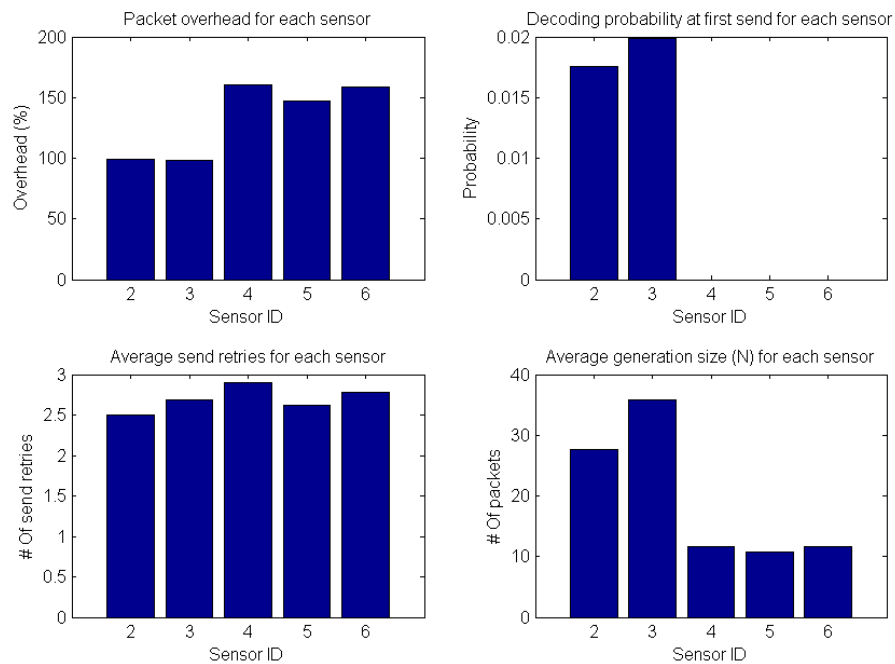 Packet overhead for each sensor
200
150
100
50
0
Overhead (%)
2 3 4 5 6
Sensor ID
Decoding probability at first send for each sensor
0.02
0.015
0.01
0.005
0
Probability
2 3 4 5 6
Sensor ID
Average send retries for each sensor
3
2.5
2
1.5
1
0.5
0
# Of send retries
2 3 4 5 6
Sensor ID
Average generation size (N) for each sensor
40
30
20
10
0
# Of packets
2 3 4 5 6
Sensor ID